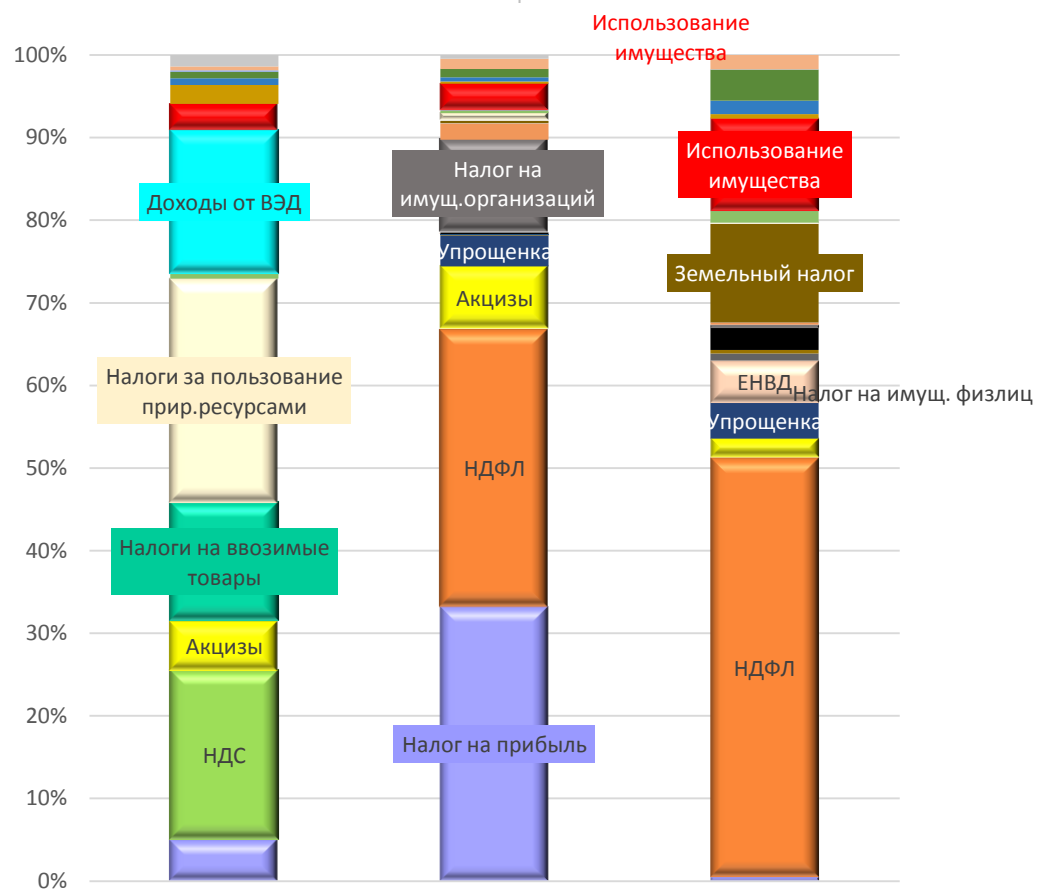 Использование
имущества
100%
90%
80%
70%
60%
50%
40%
30%
20%
10%
0%
Доходы от ВЭД
Налоги за пользование
прир.ресурсами
Налоги на ввозимые
товары
Акцизы
НДС
Налог на
имущ.организаций
Упрощенка
Акцизы
НДФЛ
Налог на прибыль
Использование
имущества
Земельный налог
ЕНВД
Налог на имущ. физлиц
Упрощенка
НДФЛ